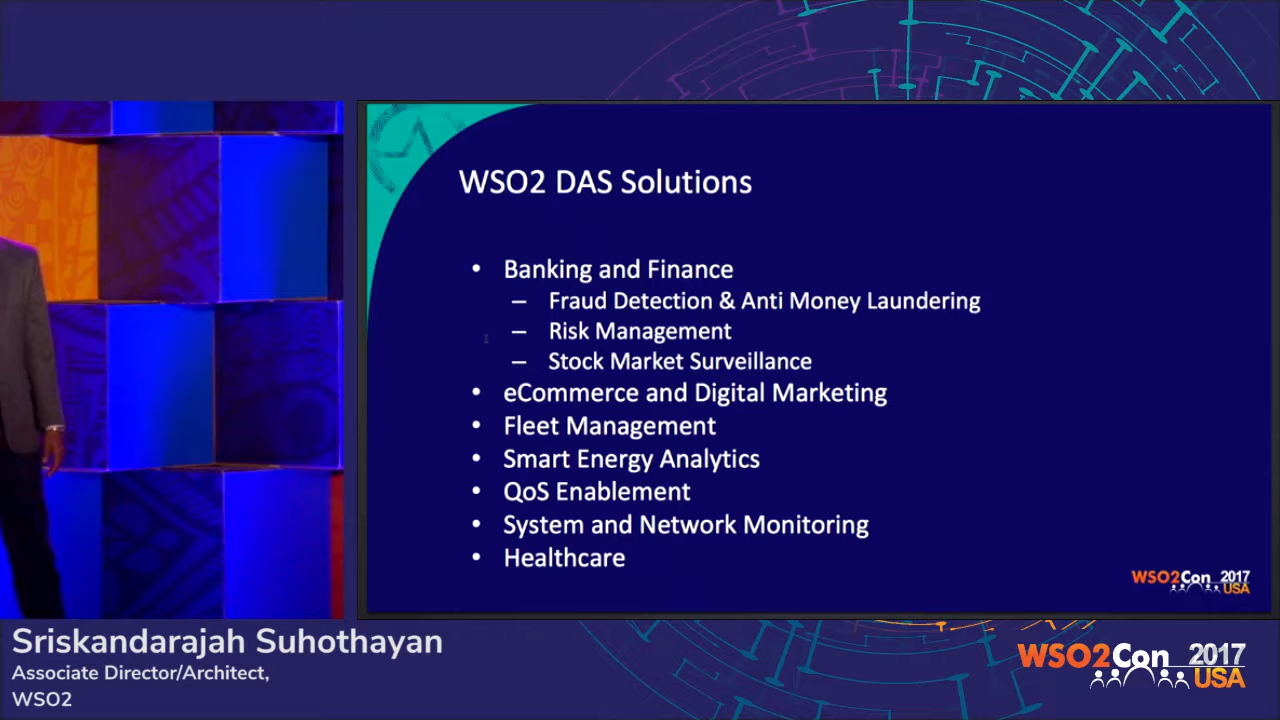 WSO2 DAS Solutions
• Banking and Finance
– Fraud Detection & Anti Money Laundering
– Risk Management
– Stock Market Surveillance
• eCommerce and Digital Marketing
• Fleet Management
• Smart Energy Analytics
• QoS Enablement
• System and Network Monitoring
• Healthcare
WSO2Con 2017
USA
Sriskandarajah Suhothayan
Associate Director/Architect,
WSO2
WSO2Con 2017
USA